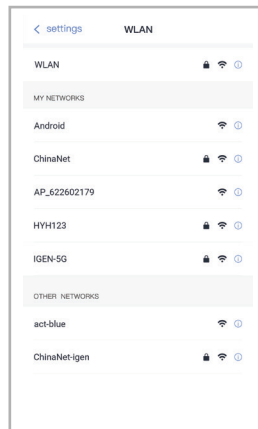 settings WLAN
WLAN
MY NETWORKS
Android
ChinaNet
AP_622602179
HYH123
IGEN-5G
OTHER NETWORKS
act-blue
ChinaNet-igen